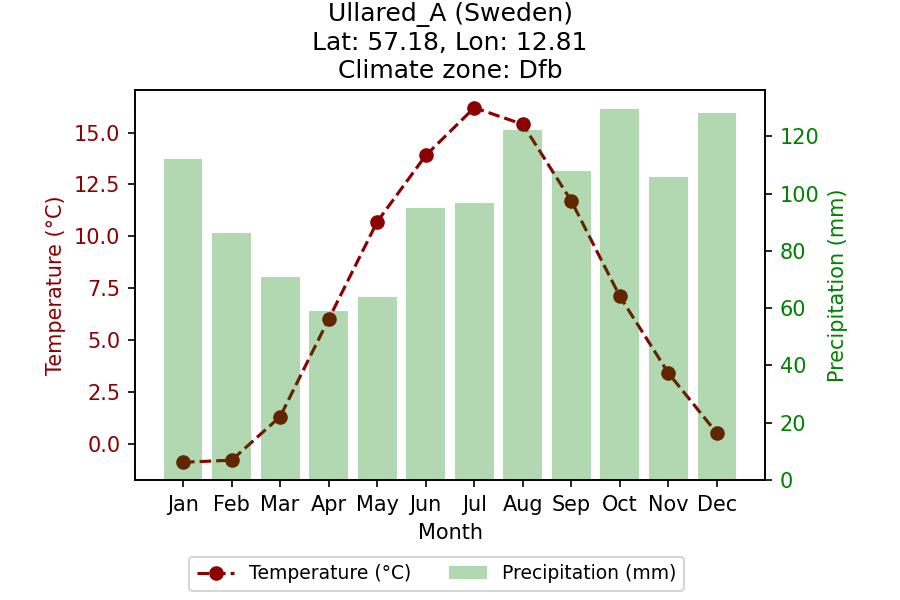 Ullared_A (Sweden)
Lat: 57.18, Lon: 12.81
Climate zone: Dfb
Temperature (°C)
15.0
12.5
10.0
7.5
5.0
2.5
0.0
120
100
80
60
40
20
0
Precipitation (mm)
Jan Feb Mar Apr May Jun Jul Aug Sep Oct Nov Dec
Month
Temperature (°C) Precipitation (mm)